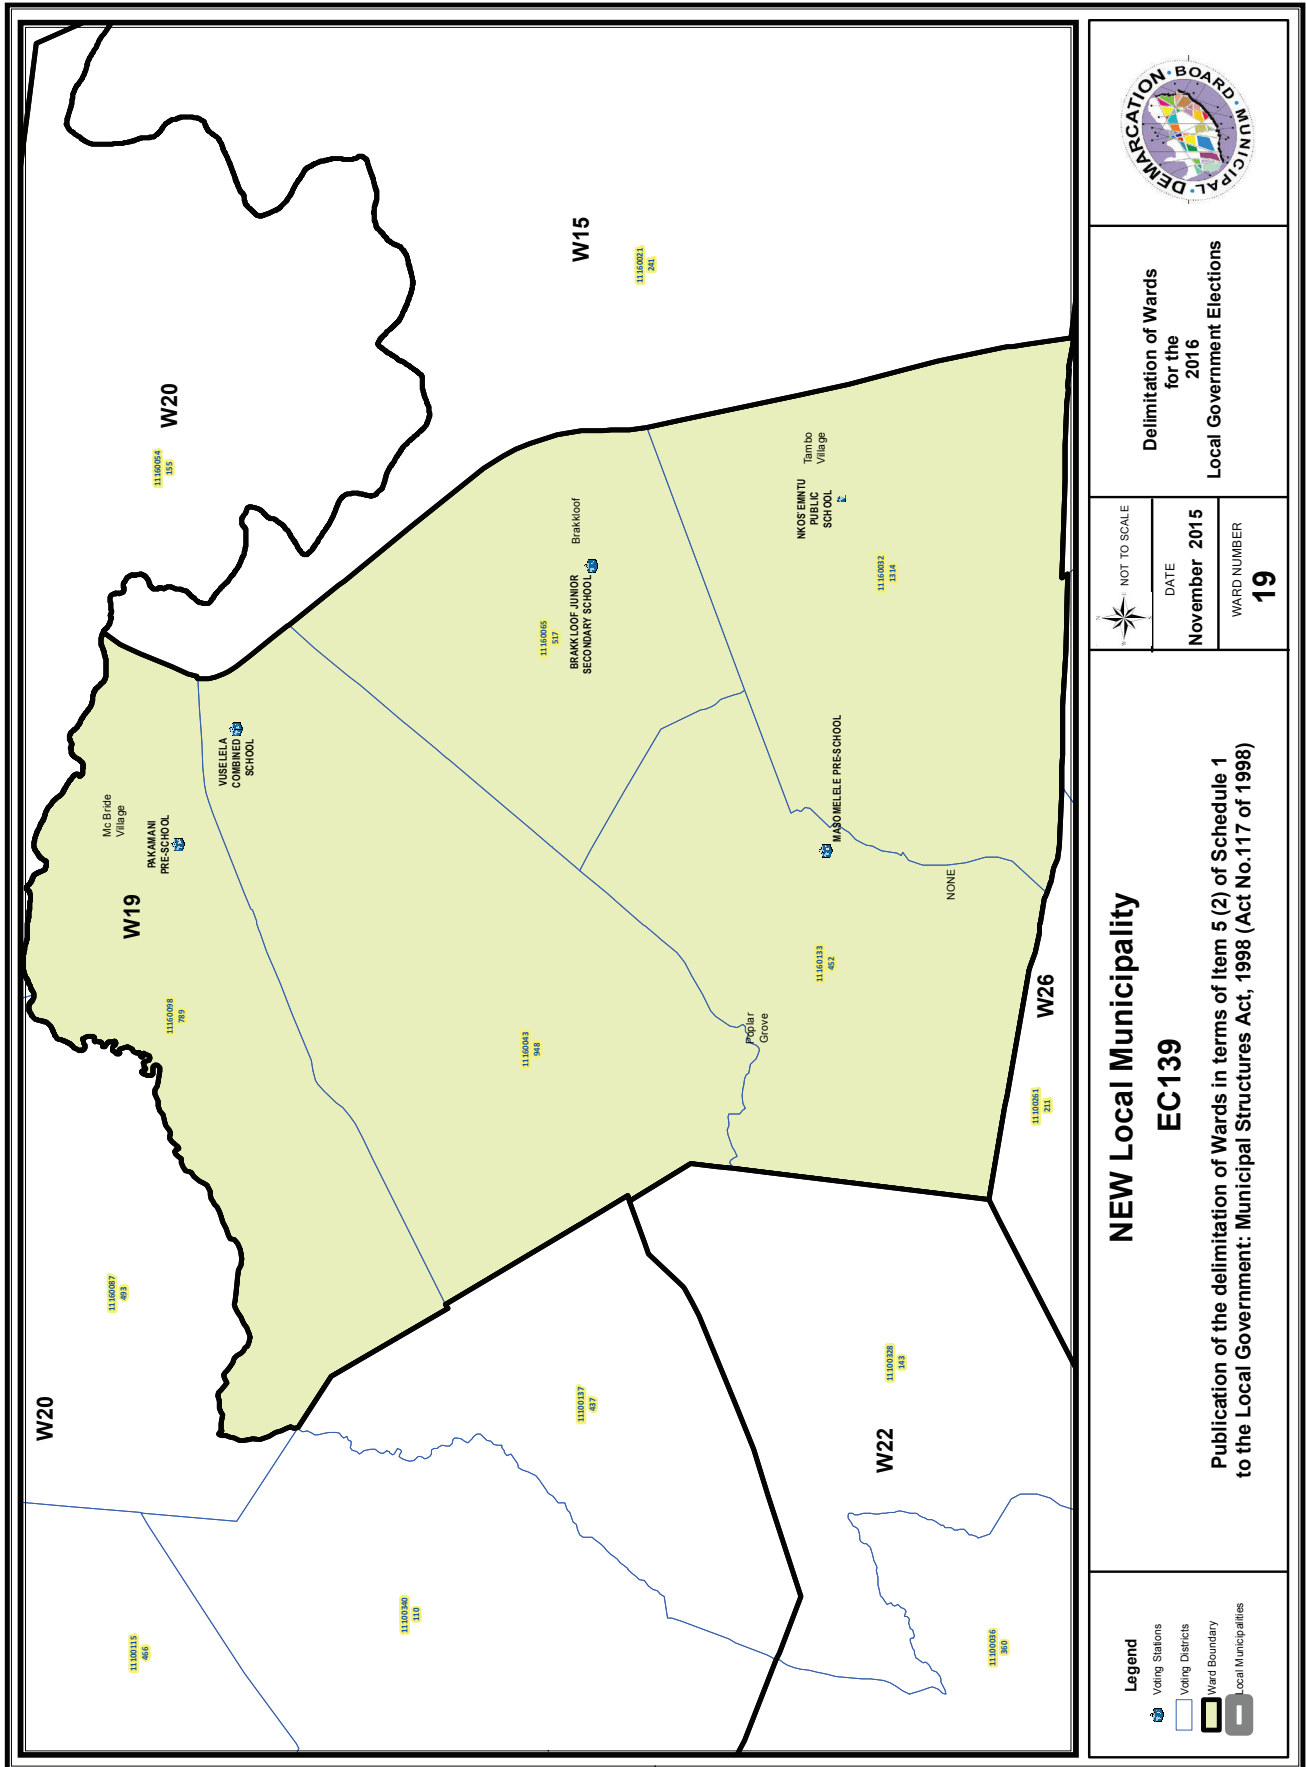 W20
11160054
155
W20
W15
11160021
241
11160087
493
Mc Bride
Village
PAKAMANI
PRE-SCHOOL
W19
11160098
789
VUSELELA
COMBINED
SCHOOL
11160065
517
BRAKKLOOF JUNIOR
SECONDARY SCHOOL
Brakkloof
11160043
948
Tambo
Village
NKOS'EMNTU
PUBLIC
SCHOOL
11160032
1314
MASOMELELE PRE-SCHOOL
NONE
11160133
452
Poplar
Grove
W26
11100261
211
11100137
437
11100328
143
W22
11100115
466
11100340
110
11100036
360
Legend
Voting Stations
Voting Districts
Ward Boundary
Local Municipalities
NEW Local Municipality
EC139
Publication of the delimitation of Wards in terms of Item 5 (2) of Schedule 1
to the Local Government: Municipal Structures Act, 1998 (Act No.117 of 1998)
NOT TO SCALE
DATE
November 2015
WARD NUMBER
19
Delimitation of Wards
for the
2016
Local Government Elections
MUNICIPAL DEMARCATION BOARD